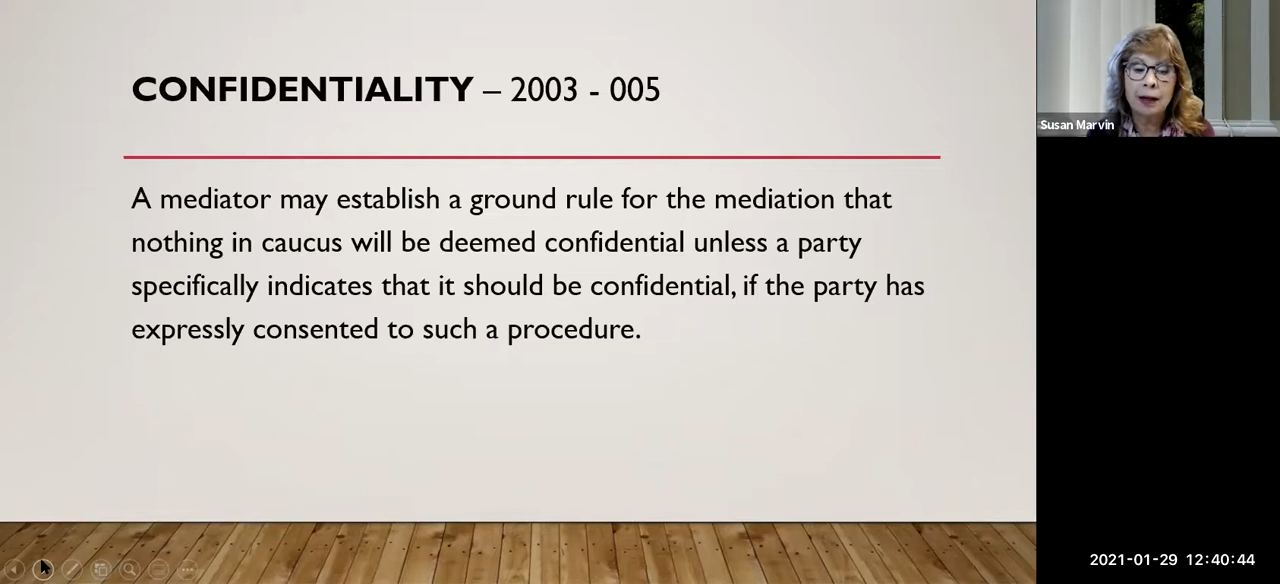 CONFIDENTIALITY – 2003 - 005
A mediator may establish a ground rule for the mediation that
nothing in caucus will be deemed confidential unless a party
specifically indicates that it should be confidential, if the party has
expressly consented to such a procedure.
Susan Marvin
2021-01-29 12:40:44